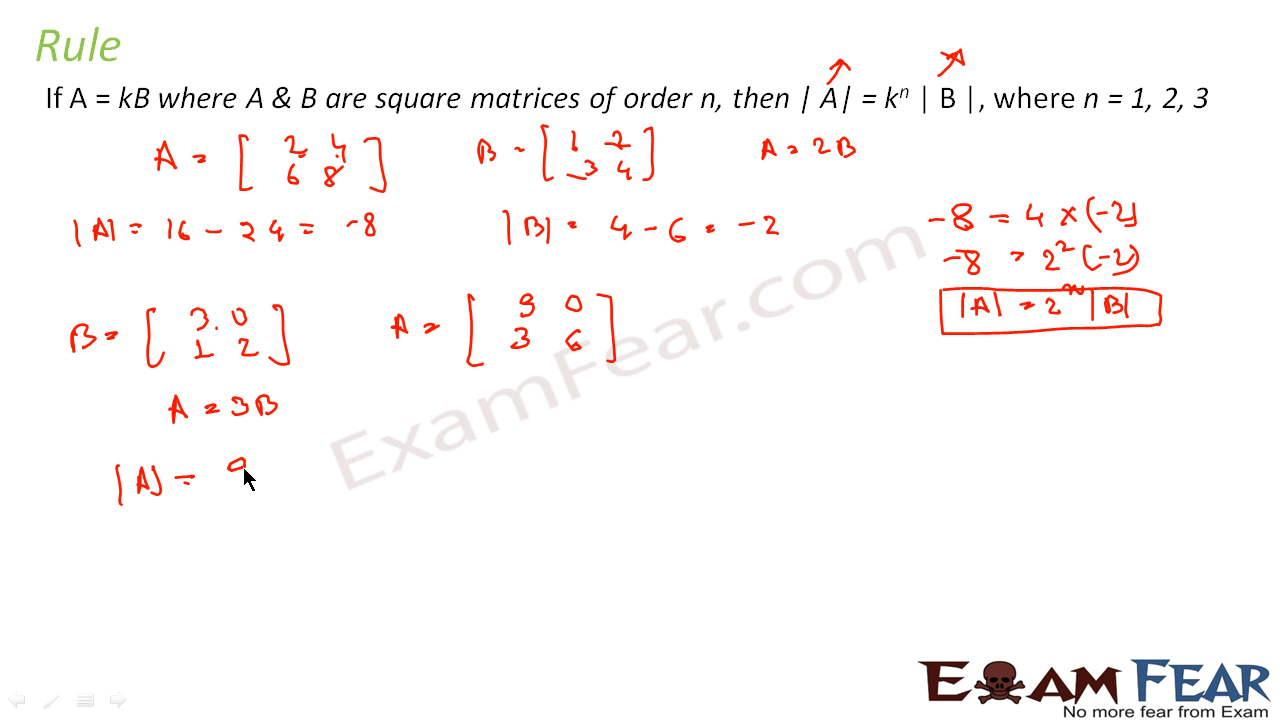 Rule
If A = kB where A & B are square matrices of order n, then | A | = kⁿ | B |, where n = 1, 2, 3
A = [ 2 4
6 8 ]
B = [ 1 2
3 4 ]
A = 2B
|A| = 16 - 24 = -8
|B| = 4 - 6 = -2
-8 = 4 × (-2)
-8 = 2² (-2)
|A| = 2ⁿ |B|
B = [ 3 0
1 2 ]
A = [ 9 0
3 6 ]
A = 3B
|A| =
ExamFear.com
EXAM FEAR
No more fear from Exam